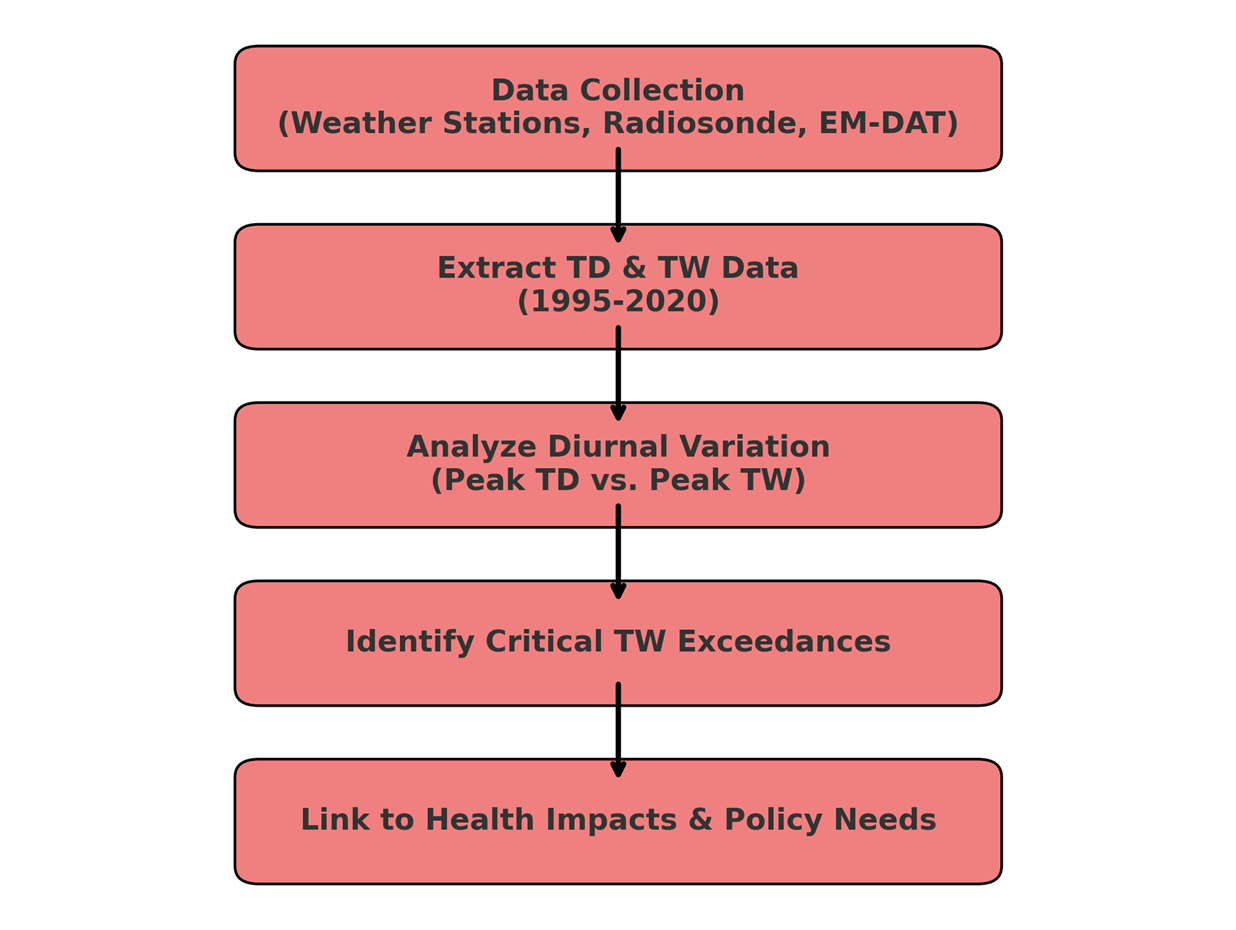 Data Collection
(Weather Stations, Radiosonde, EM-DAT)
Extract TD & TW Data
(1995-2020)
Analyze Diurnal Variation
(Peak TD vs. Peak TW)
Identify Critical TW Exceedances
Link to Health Impacts & Policy Needs